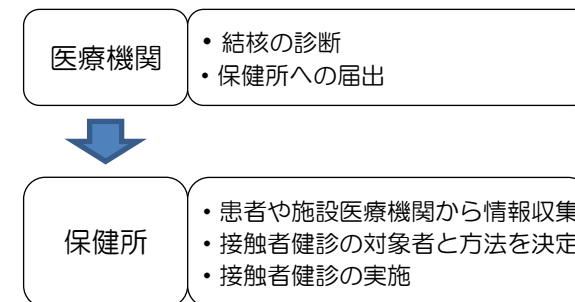 医療機関
• 結核の診断
• 保健所への届出
保健所
• 患者や施設医療機関から情報収集
• 接触者健診の対象者と方法を決定
• 接触者健診の実施